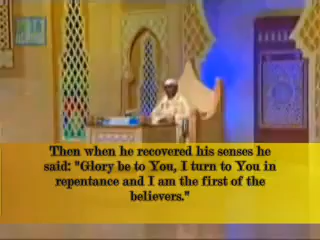 Then when he recovered his senses he
said: "Glory be to You, I turn to You in
repentance and I am the first of the
believers."